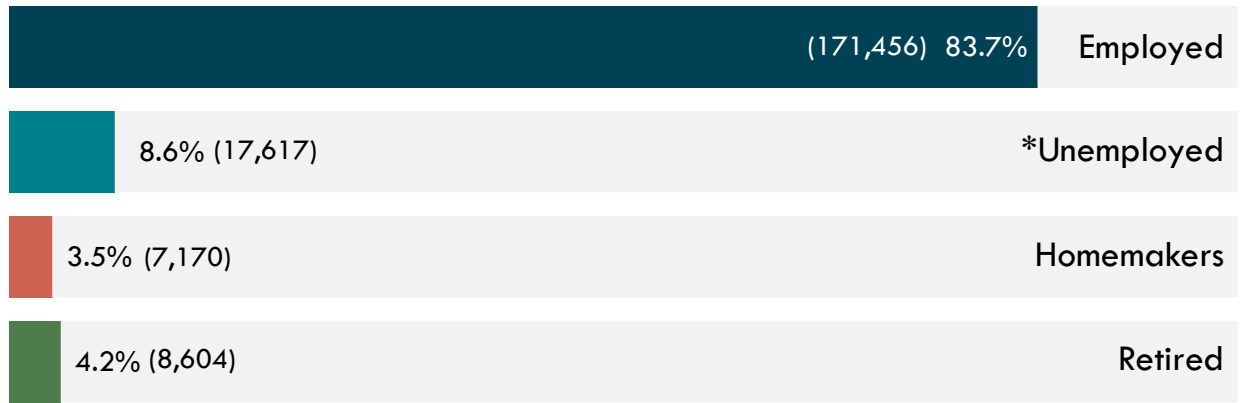 (171,456) 83.7% Employed
8.6% (17,617) *Unemployed
3.5% (7,170) Homemakers
4.2% (8,604) Retired